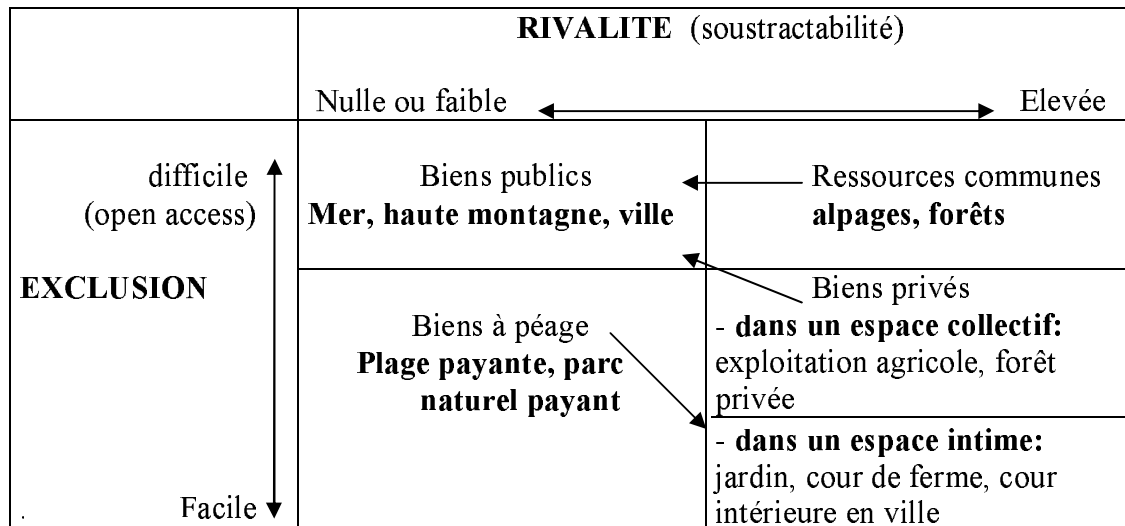 RIVALITE (soustractabilité)
Nulle ou faible
Elevée
difficile
(open access)
EXCLUSION
Facile
.
Biens publics
Mer, haute montagne, ville
Ressources communes
alpages, forêts
Biens à péage
Plage payante, parc
naturel payant
Biens privés
- dans un espace collectif:
exploitation agricole, forêt
privée
- dans un espace intime:
jardin, cour de ferme, cour
intérieure en ville